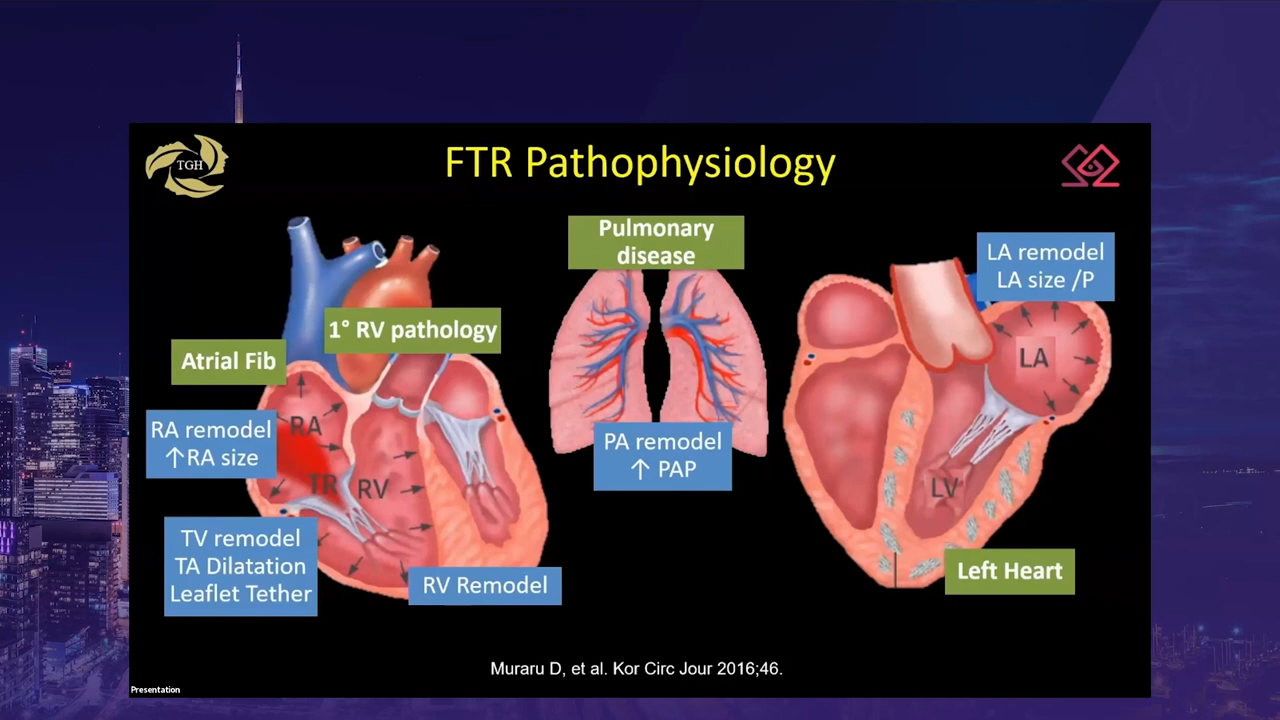 TGH
FTR Pathophysiology
Pulmonary
disease
LA remodel
LA size /P
1° RV pathology
Atrial Fib
LA
RA
RA remodel
↑RA size
PA remodel
↑ PAP
TR
RV
LV
TV remodel
TA Dilatation
Leaflet Tether
RV Remodel
Left Heart
Muraru D, et al. Kor Circ Jour 2016;46.
Presentation